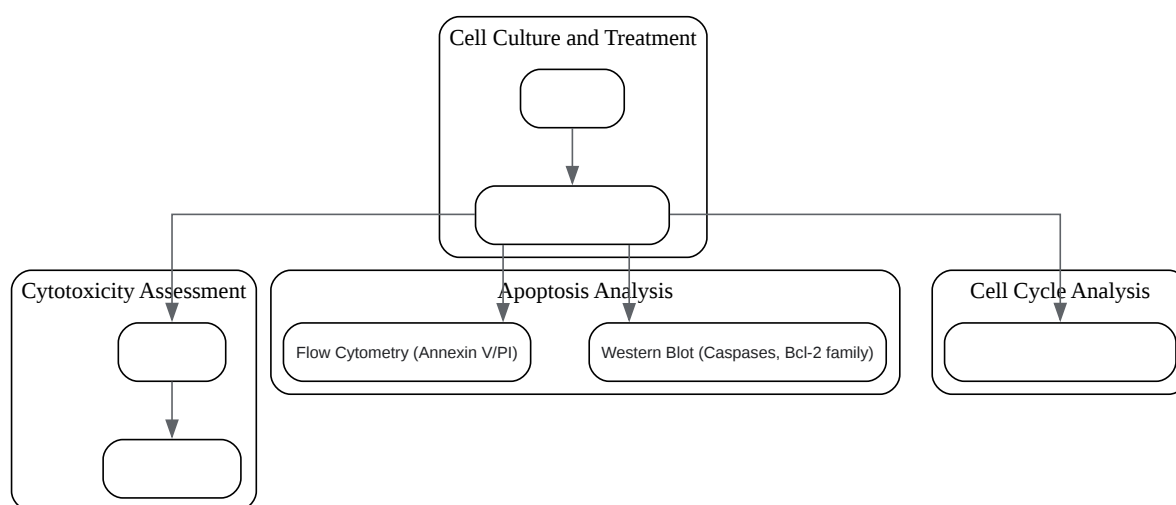 Cell Culture and Treatment
Cytotoxicity Assessment
Apoptosis Analysis
Cell Cycle Analysis
Flow Cytometry (Annexin V/PI)
Western Blot (Caspases, Bcl-2 family)